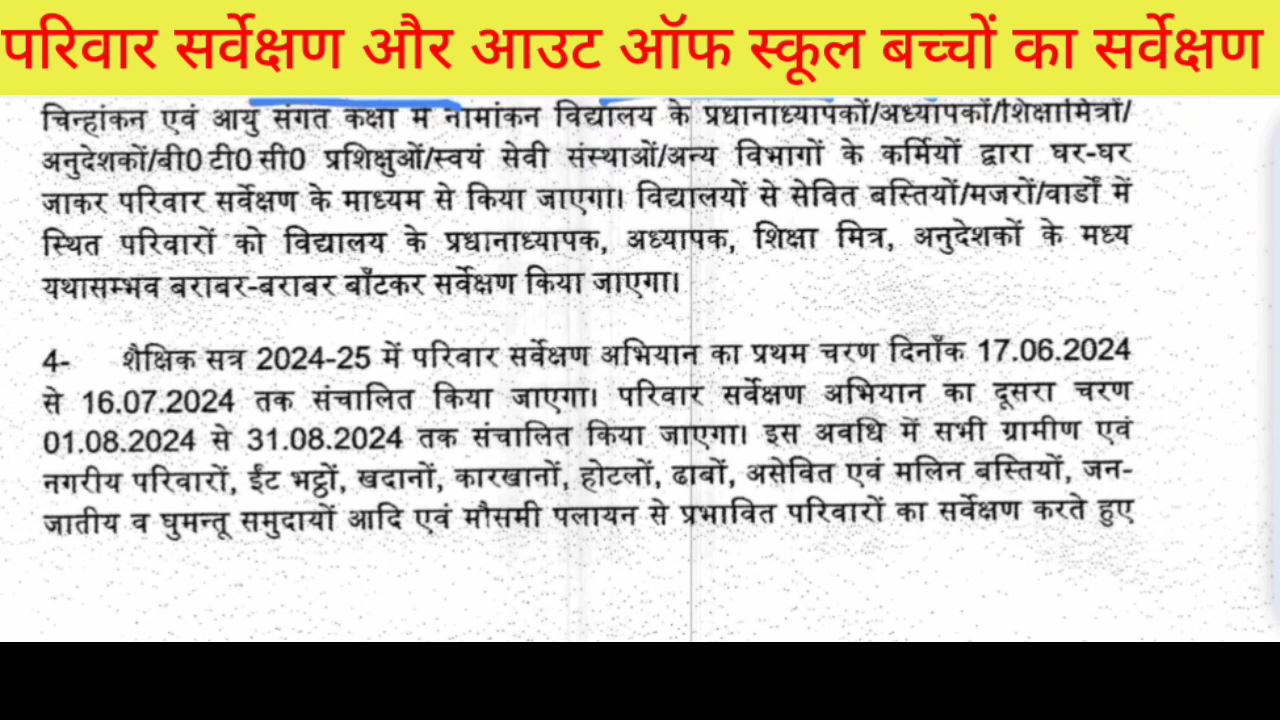 परिवार सर्वेक्षण और आउट ऑफ स्कूल बच्चों का सर्वेक्षण
चिन्हांकन एवं आयु संगत कक्षा में नामांकन विद्यालय के प्रधानाध्यापकों/अध्यापकों/शिक्षामित्रों/
अनुदेशकों/बी0 टी0 सी0 प्रशिक्षुओं/स्वयं सेवी संस्थाओं/अन्य विभागों के कर्मियों द्वारा घर-घर
जाकर परिवार सर्वेक्षण के माध्यम से किया जाएगा। विद्यालयों से सेवित बस्तियों/मजरों/वार्डों में
स्थित परिवारों को विद्यालय के प्रधानाध्यापक, अध्यापक, शिक्षा मित्र, अनुदेशकों के मध्य
यथासम्भव बराबर-बराबर बाँटकर सर्वेक्षण किया जाएगा।
4- शैक्षिक सत्र 2024-25 में परिवार सर्वेक्षण अभियान का प्रथम चरण दिनाँक 17.06.2024
से 16.07.2024 तक संचालित किया जाएगा। परिवार सर्वेक्षण अभियान का दूसरा चरण
01.08.2024 से 31.08.2024 तक संचालित किया जाएगा। इस अवधि में सभी ग्रामीण एवं
नगरीय परिवारों, ईंट भट्ठों, खदानों, कारखानों, होटलों, ढाबों, असेवित एवं मलिन बस्तियों, जन-
जातीय व घुमन्तू समुदायों आदि एवं मौसमी पलायन से प्रभावित परिवारों का सर्वेक्षण करते हुए